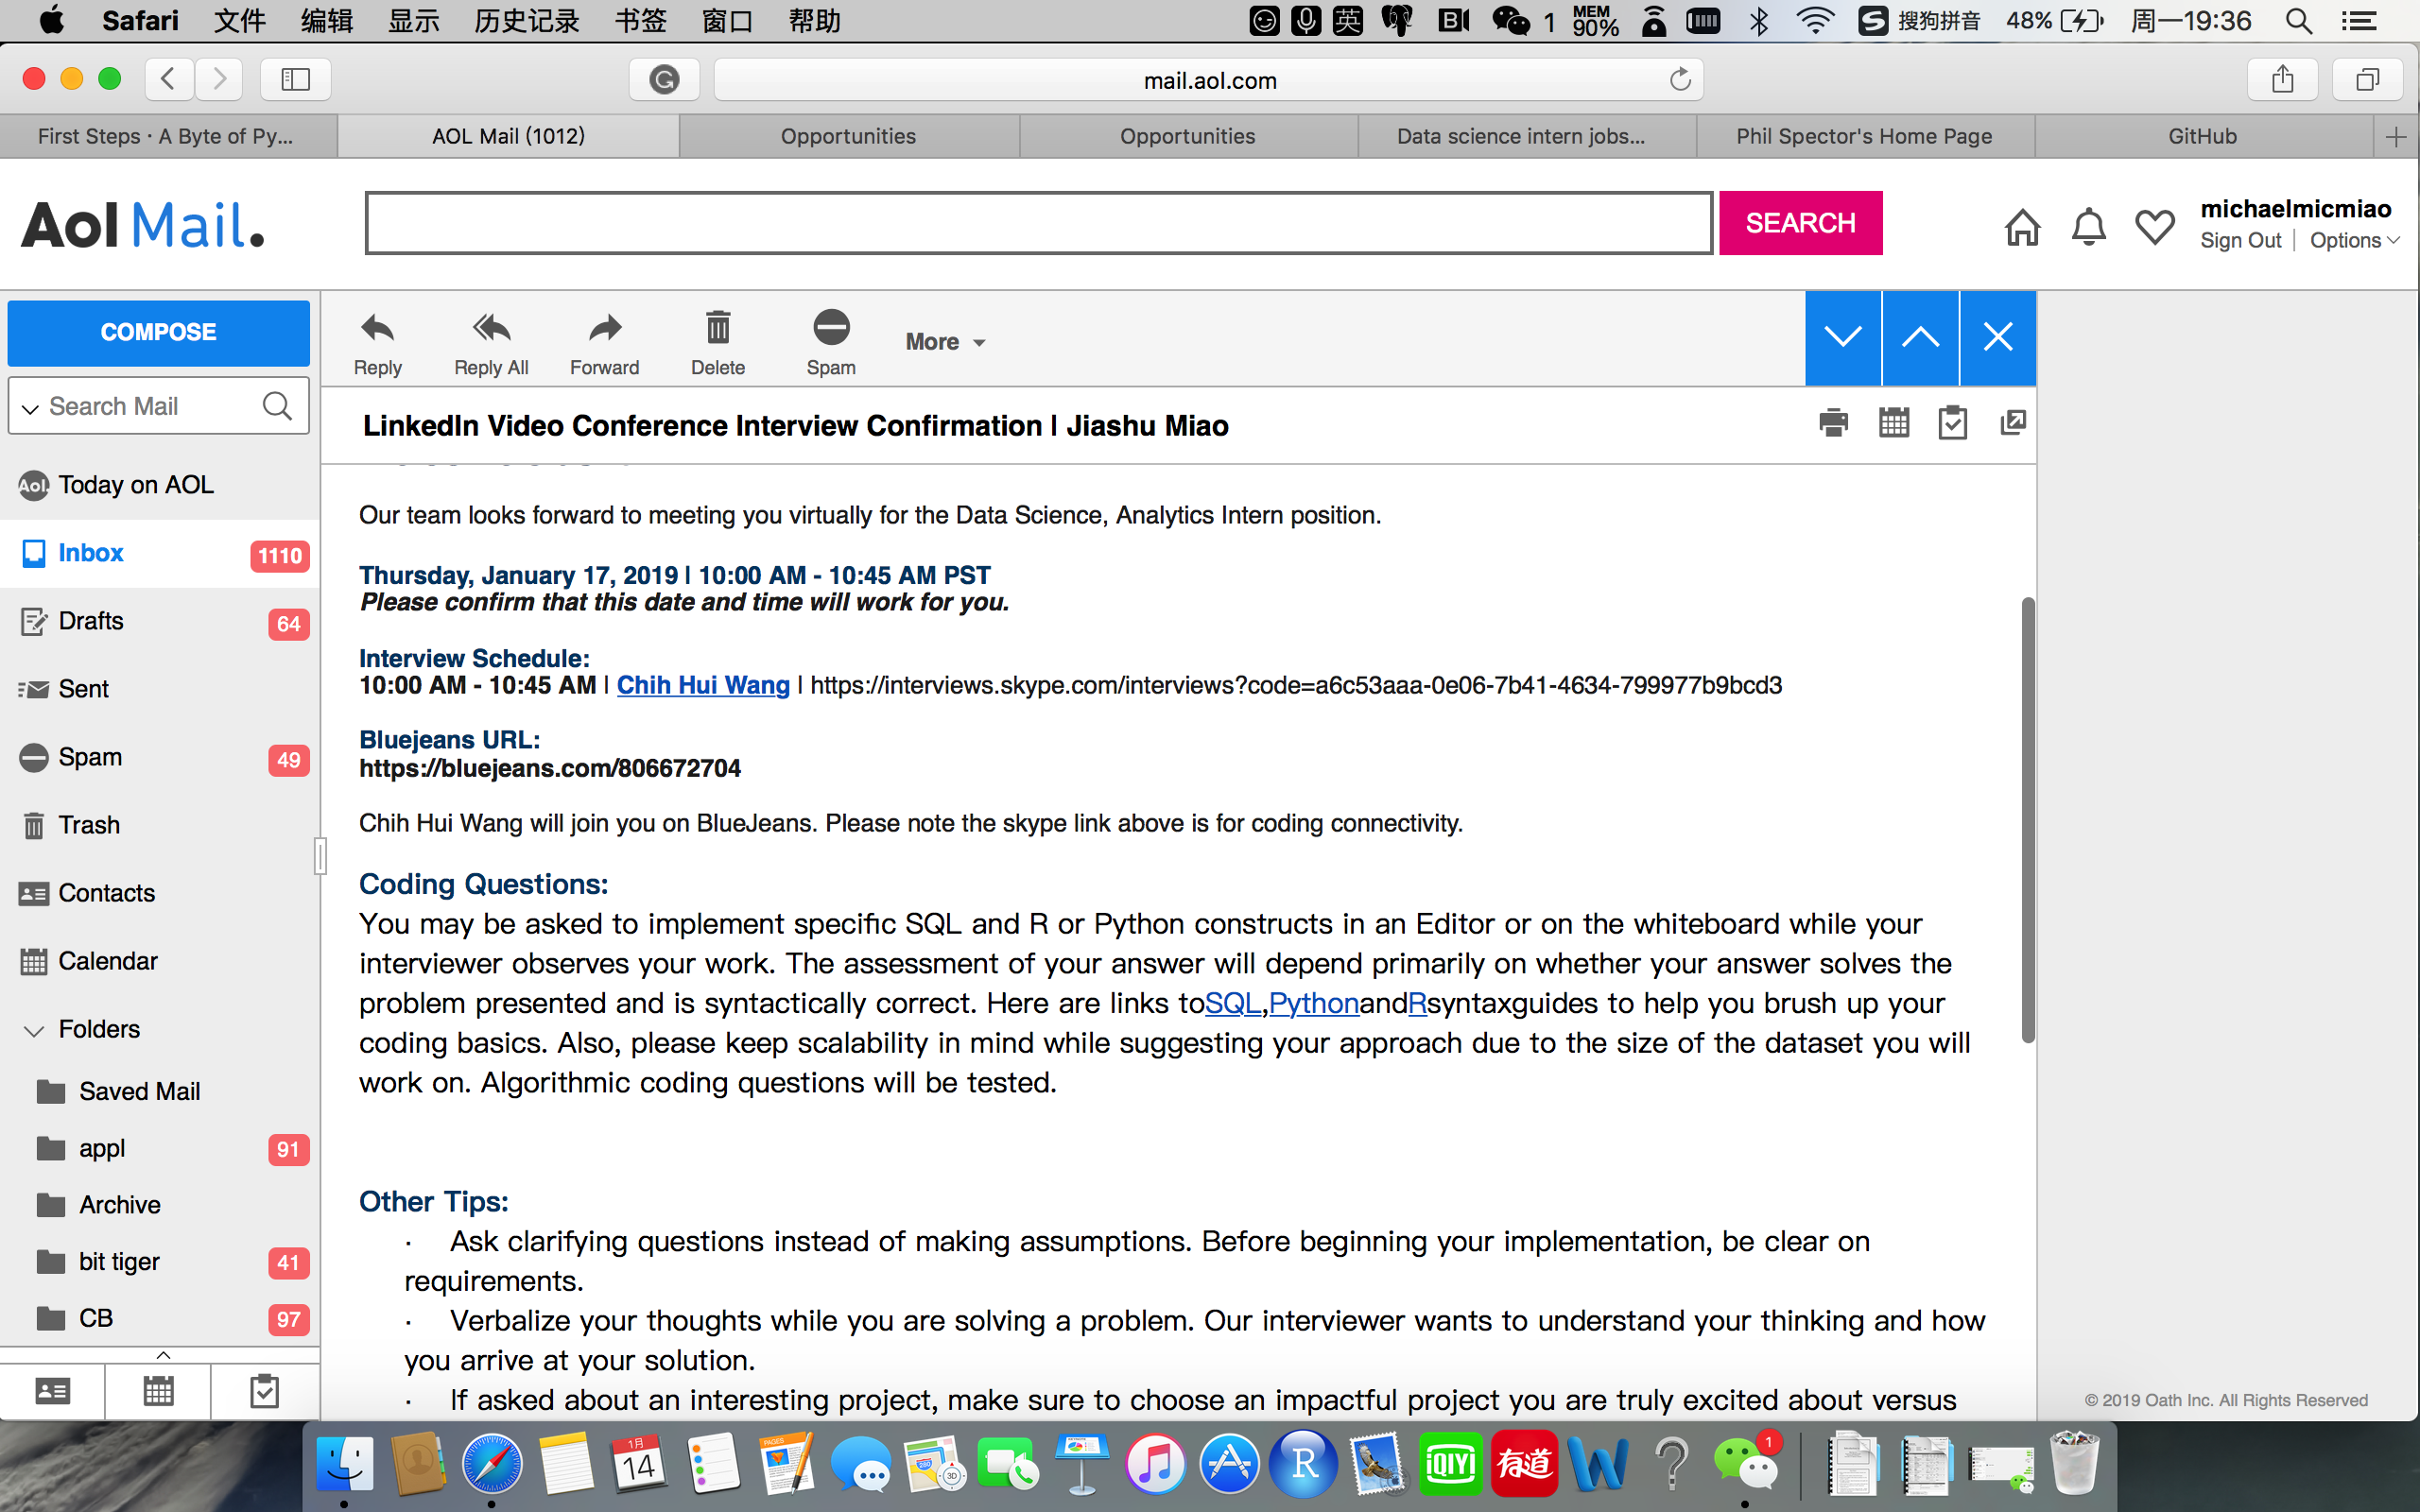 Safari 文件 编辑 显示 历史记录 书签 窗口 帮助 英 1 MEM 90% S 搜狗拼音 48% 周一19:36
mail.aol.com
First Steps · A Byte of Py... AOL Mail (1012) Opportunities Opportunities Data science intern jobs... Phil Spector's Home Page GitHub
Aol Mail. SEARCH
michaelmicmiao
Sign Out | Options
COMPOSE
Search Mail
Aol. Today on AOL
Inbox 1110
Drafts 64
Sent
Spam 49
Trash
Contacts
Calendar
Folders
Saved Mail
appl 91
Archive
bit tiger 41
CB 97
Reply Reply All Forward Delete Spam More
LinkedIn Video Conference Interview Confirmation | Jiashu Miao
Our team looks forward to meeting you virtually for the Data Science, Analytics Intern position.
Thursday, January 17, 2019 | 10:00 AM - 10:45 AM PST
Please confirm that this date and time will work for you.
Interview Schedule:
10:00 AM - 10:45 AM | Chih Hui Wang | https://interviews.skype.com/interviews?code=a6c53aaa-0e06-7b41-4634-799977b9bcd3
Bluejeans URL:
https://bluejeans.com/806672704
Chih Hui Wang will join you on BlueJeans. Please note the skype link above is for coding connectivity.
Coding Questions:
You may be asked to implement specific SQL and R or Python constructs in an Editor or on the whiteboard while your
interviewer observes your work. The assessment of your answer will depend primarily on whether your answer solves the
problem presented and is syntactically correct. Here are links toSQL,PythonandRsyntaxguides to help you brush up your
coding basics. Also, please keep scalability in mind while suggesting your approach due to the size of the dataset you will
work on. Algorithmic coding questions will be tested.
Other Tips:
· Ask clarifying questions instead of making assumptions. Before beginning your implementation, be clear on
requirements.
· Verbalize your thoughts while you are solving a problem. Our interviewer wants to understand your thinking and how
you arrive at your solution.
· If asked about an interesting project, make sure to choose an impactful project you are truly excited about versus
© 2019 Oath Inc. All Rights Reserved
1月
14
PAGES
280
3D
R
iQIYI
有道
W
?
1